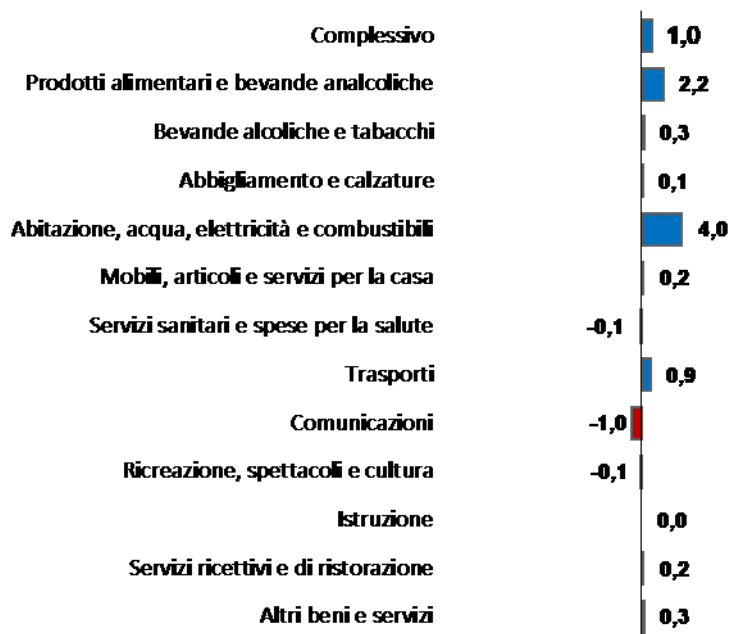 Complessivo 1,0
Prodotti alimentari e bevande analcoliche 2,2
Bevande alcoliche e tabacchi 0,3
Abbigliamento e calzature 0,1
Abitazione, acqua, elettricità e combustibili 4,0
Mobili, articoli e servizi per la casa 0,2
Servizi sanitari e spese per la salute -0,1
Trasporti 0,9
Comunicazioni -1,0
Ricreazione, spettacoli e cultura -0,1
Istruzione 0,0
Servizi ricettivi e di ristorazione 0,2
Altri beni e servizi 0,3